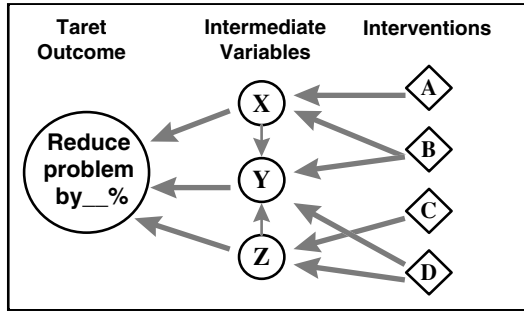 Taret Outcome
Intermediate Variables
Interventions
Reduce
problem
by__%
X
Y
Z
A
B
C
D